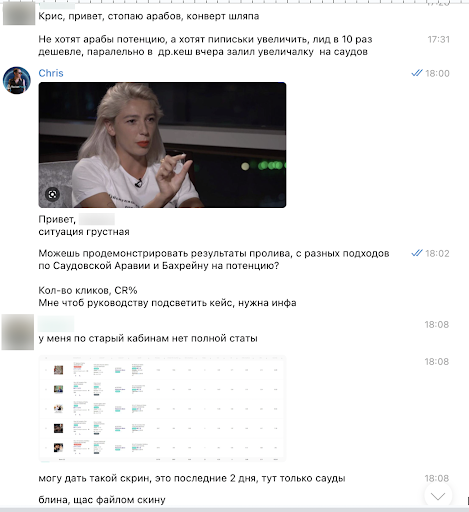 Крис, привет, стопаю арабов, конверт шляпа
Не хотят арабы потенцию, а хотят пиписьки увеличить, лид в 10 раз 17:31
дешевле, паралельно в др.кеш вчера залил увеличалку на саудов
Chris 18:00
Привет,
ситуация грустная
Можешь продемонстрировать результаты пролива, с разных подходов 18:02
по Саудовской Аравии и Бахрейну на потенцию?
Кол-во кликов, CR%
Мне чтоб руководству подсветить кейс, нужна инфа
18:08
у меня по старый кабинам нет полной статы
18:08
могу дать такой скрин, это последние 2 дня, тут только сауды 18:08
блина, щас файлом скину